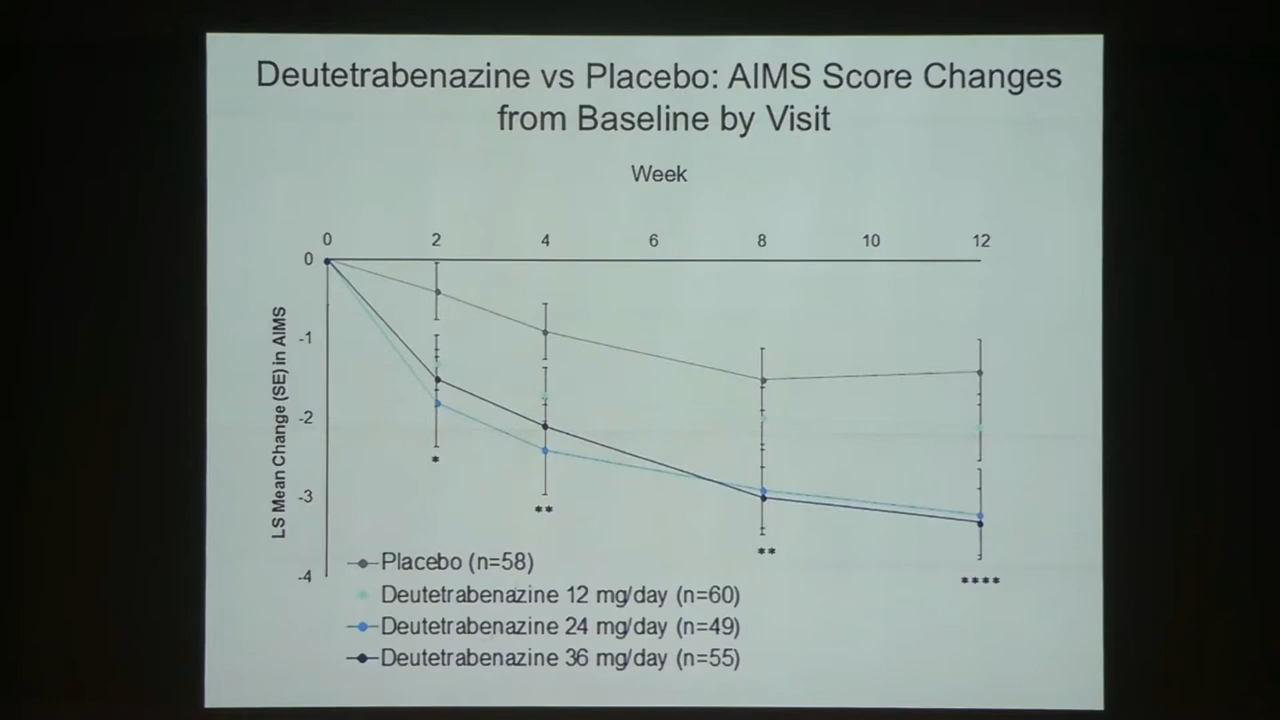 Deutetrabenazine vs Placebo: AIMS Score Changes
from Baseline by Visit
Week
0 2 4 6 8 10 12
0
-1
-2
-3
-4
LS Mean Change (SE) in AIMS
*
**
**
****
Placebo (n=58)
Deutetrabenazine 12 mg/day (n=60)
Deutetrabenazine 24 mg/day (n=49)
Deutetrabenazine 36 mg/day (n=55)